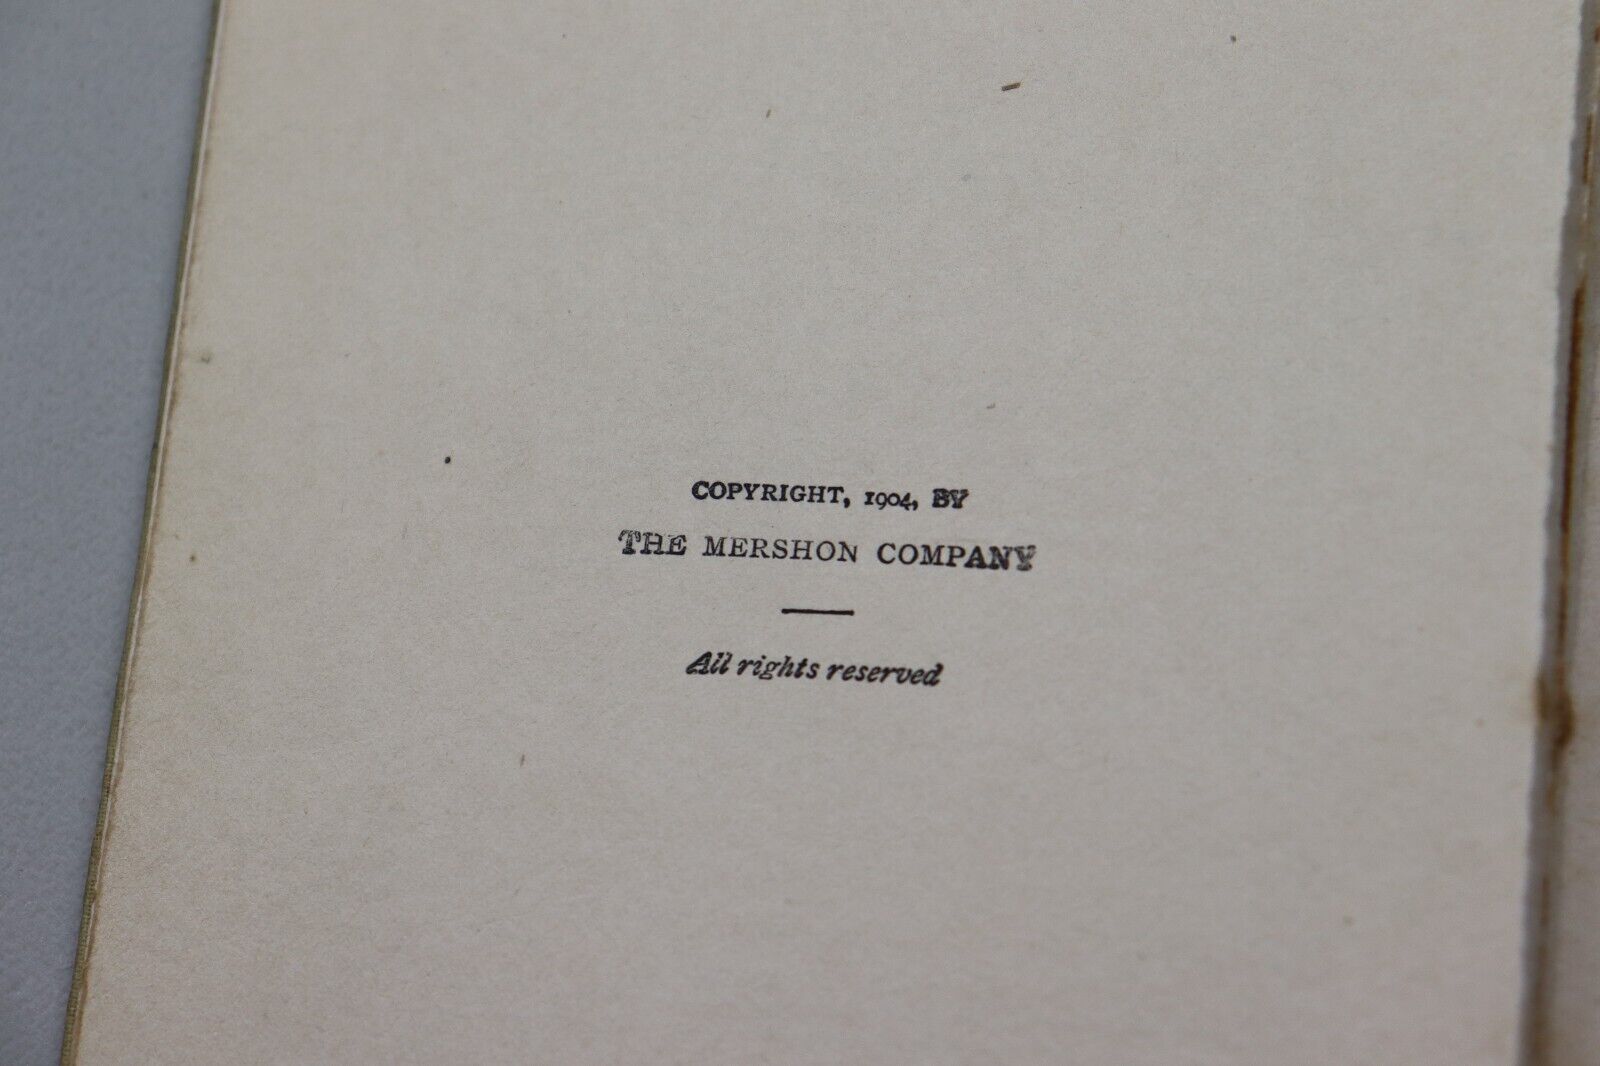 COPYRIGHT, 1904, BY
THE MERSHON COMPANY
All rights reserved